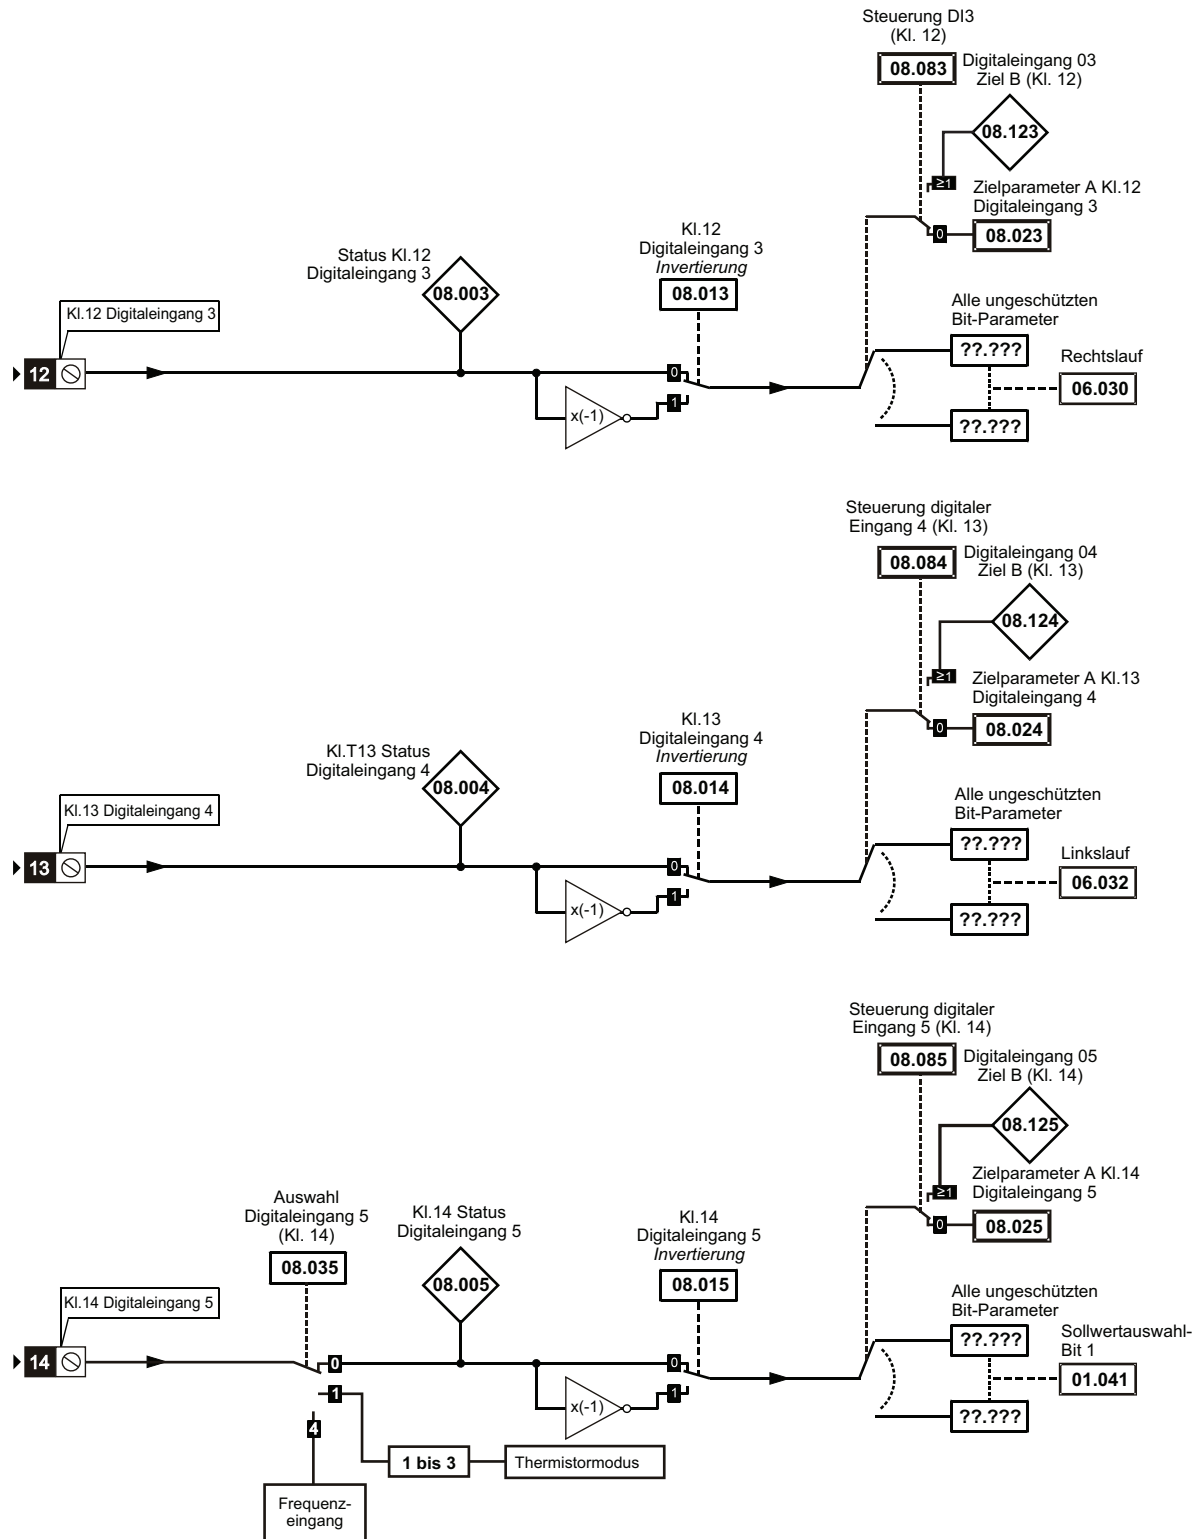 Steuerung DI3
(Kl. 12)
08.083
Digitaleingang 03
Ziel B (Kl. 12)
08.123
≥1
Zielparameter A Kl.12
Digitaleingang 3
0
08.023
Kl.12
Digitaleingang 3
Invertierung
08.013
Status Kl.12
Digitaleingang 3
08.003
Kl.12 Digitaleingang 3
12
0
1
x(-1)
Alle ungeschützten
Bit-Parameter
??.???
Rechtslauf
06.030
??.???
Steuerung digitaler
Eingang 4 (Kl. 13)
08.084
Digitaleingang 04
Ziel B (Kl. 13)
08.124
≥1
Zielparameter A Kl.13
Digitaleingang 4
0
08.024
Kl.13
Digitaleingang 4
Invertierung
08.014
Kl.T13 Status
Digitaleingang 4
08.004
Kl.13 Digitaleingang 4
13
0
1
x(-1)
Alle ungeschützten
Bit-Parameter
??.???
Linkslauf
06.032
??.???
Steuerung digitaler
Eingang 5 (Kl. 14)
08.085
Digitaleingang 05
Ziel B (Kl. 14)
08.125
≥1
Zielparameter A Kl.14
Digitaleingang 5
0
08.025
Auswahl
Digitaleingang 5
(Kl. 14)
08.035
Kl.14 Status
Digitaleingang 5
08.005
Kl.14
Digitaleingang 5
Invertierung
08.015
Kl.14 Digitaleingang 5
14
0
1
4
0
1
x(-1)
Alle ungeschützten
Bit-Parameter
??.???
Sollwertauswahl-
Bit 1
01.041
??.???
1 bis 3
Thermistormodus
Frequenz-
eingang